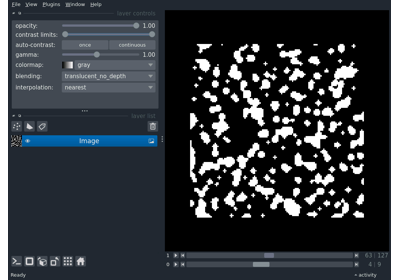 File View Plugins Window Help
layer controls
opacity: 1.00
contrast limits:
auto-contrast: once continuous
gamma: 1.00
colormap: gray
blending: translucent_no_depth
interpolation: nearest
layer list
Image
1 63 127
0 4 9
Ready activity